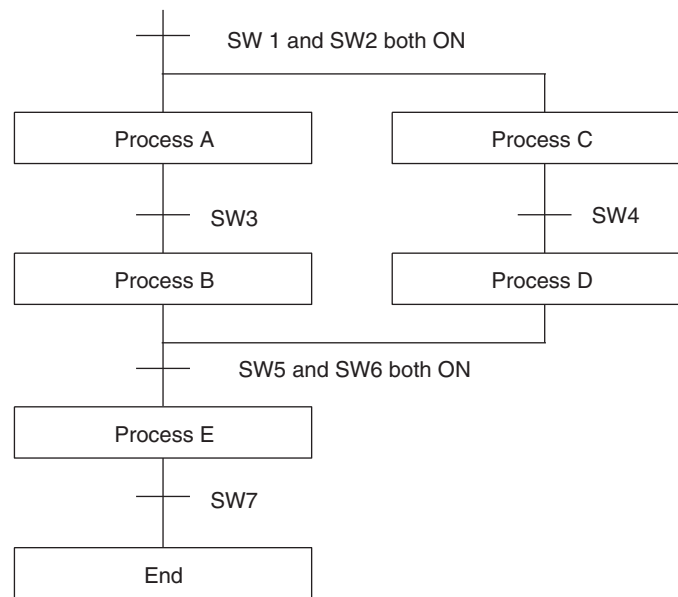 SW 1 and SW2 both ON
Process A
Process C
SW3
SW4
Process B
Process D
SW5 and SW6 both ON
Process E
SW7
End